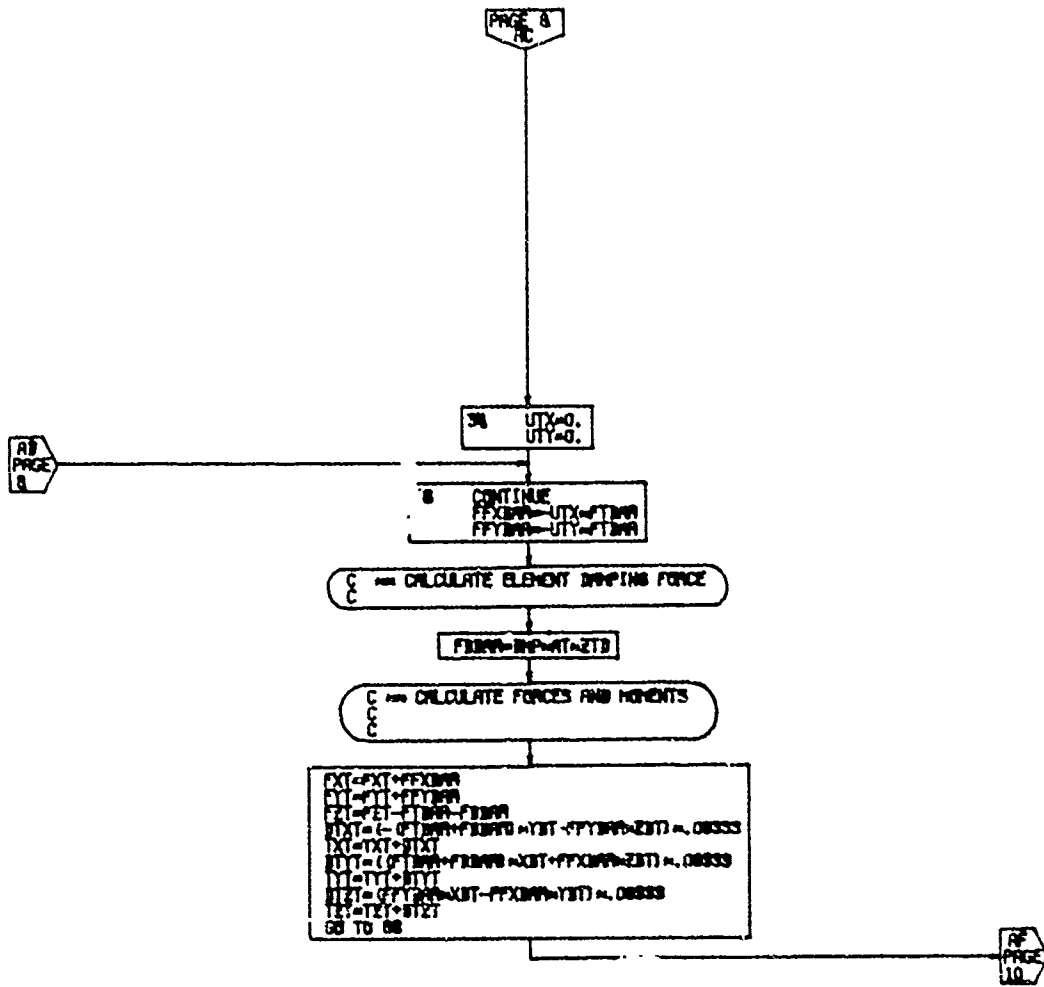 PAGE 8
AC
UTX=0.
UTY=0.
AD
PAGE
8
CONTINUE
FFXBAR=-UTX*FTBAR
FFYBAR=-UTY*FTBAR
C *** CALCULATE ELEMENT DAMPING FORCE
C
FDBAR=DMP*AT*ZTD
C *** CALCULATE FORCES AND MOMENTS
C
C
FXT=FXT+FFXBAR
FYT=FYT+FFYBAR
FZT=FZT-FTBAR-FDBAR
DTXT=(-(FTBAR+FDBAR)*YBT-FFYBAR*ZBT)*.08333
TXT=TXT+DTXT
DTYT=((FTBAR+FDBAR)*XBT+FFXBAR*ZBT)*.08333
TYT=TYT+DTYT
DTZT=(FFYBAR*XBT-FFXBAR*YBT)*.08333
TZT=TZT+DTZT
GO TO
AF
PAGE
10